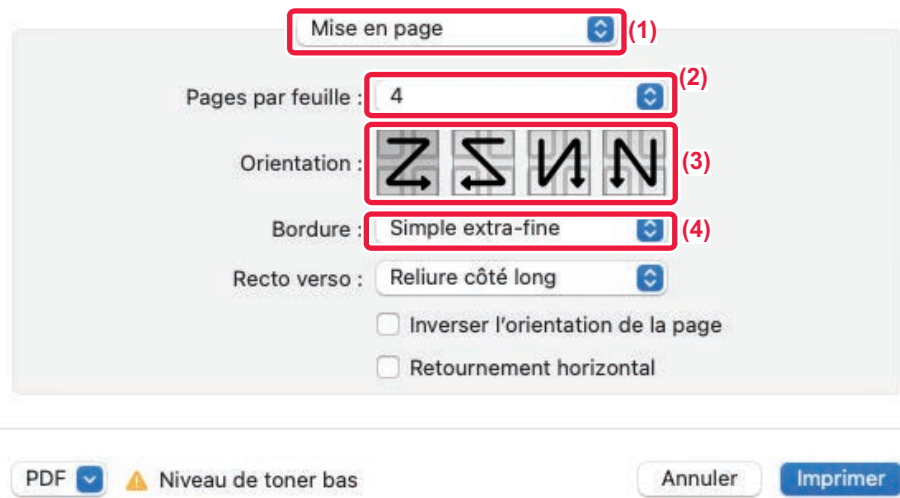 Mise en page (1)
Pages par feuille : 4 (2)
Orientation : (3)
Bordure : Simple extra-fine (4)
Recto verso : Reliure côté long
Inverser l'orientation de la page
Retournement horizontal
PDF Niveau de toner bas Annuler Imprimer